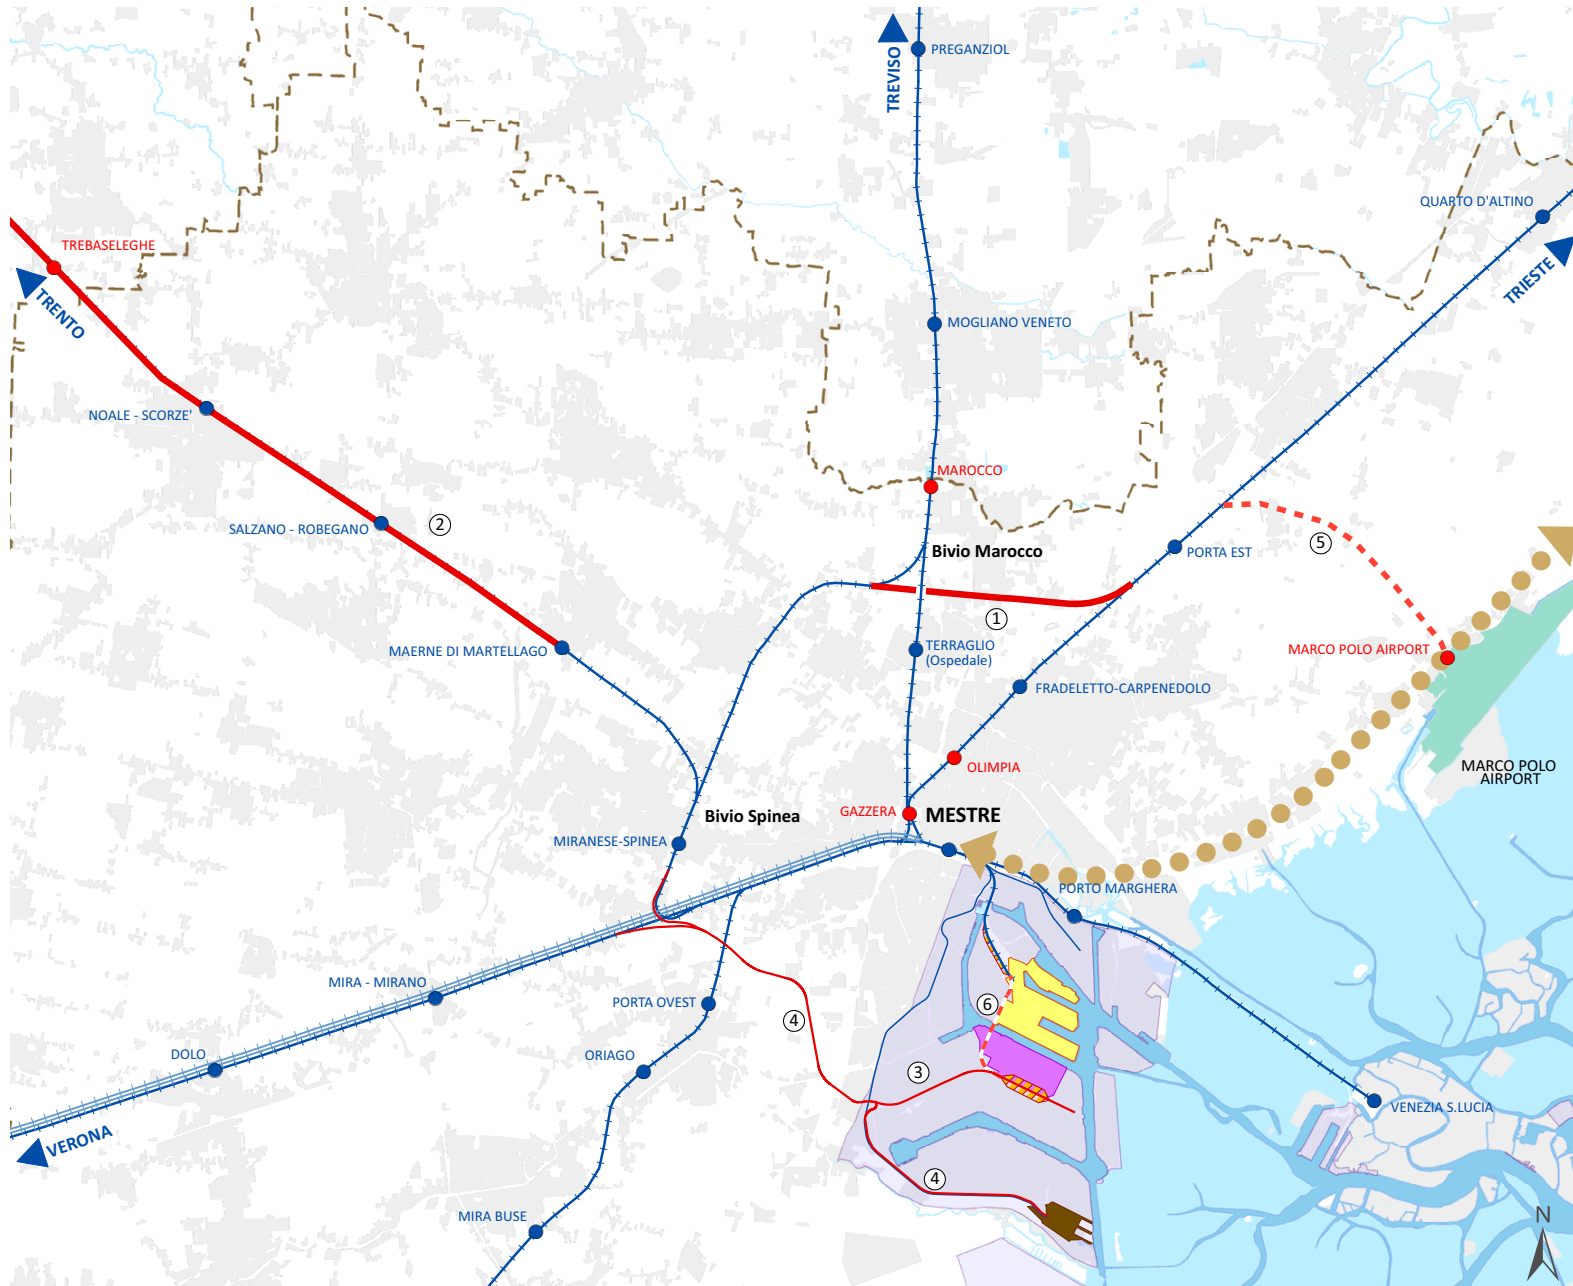 TREVISO
PREGANZIOL
QUARTO D'ALTINO
TREBASELEGHE
TRENTO
TRIESTE
MOGLIANO VENETO
NOALE - SCORZE'
MAROCCO
SALZANO - ROBEGANO
2
Bivio Marocco
PORTA EST
5
1
MAERNE DI MARTELLAGO
TERRAGLIO
(Ospedale)
MARCO POLO AIRPORT
FRADELETTO-CARPENEDOLO
OLIMPIA
MARCO POLO
AIRPORT
GAZZERA
MESTRE
Bivio Spinea
MIRANESE-SPINEA
PORTO MARGHERA
MIRA - MIRANO
PORTA OVEST
6
4
DOLO
ORIAGO
3
VENEZIA S.LUCIA
VERONA
4
MIRA BUSE
N